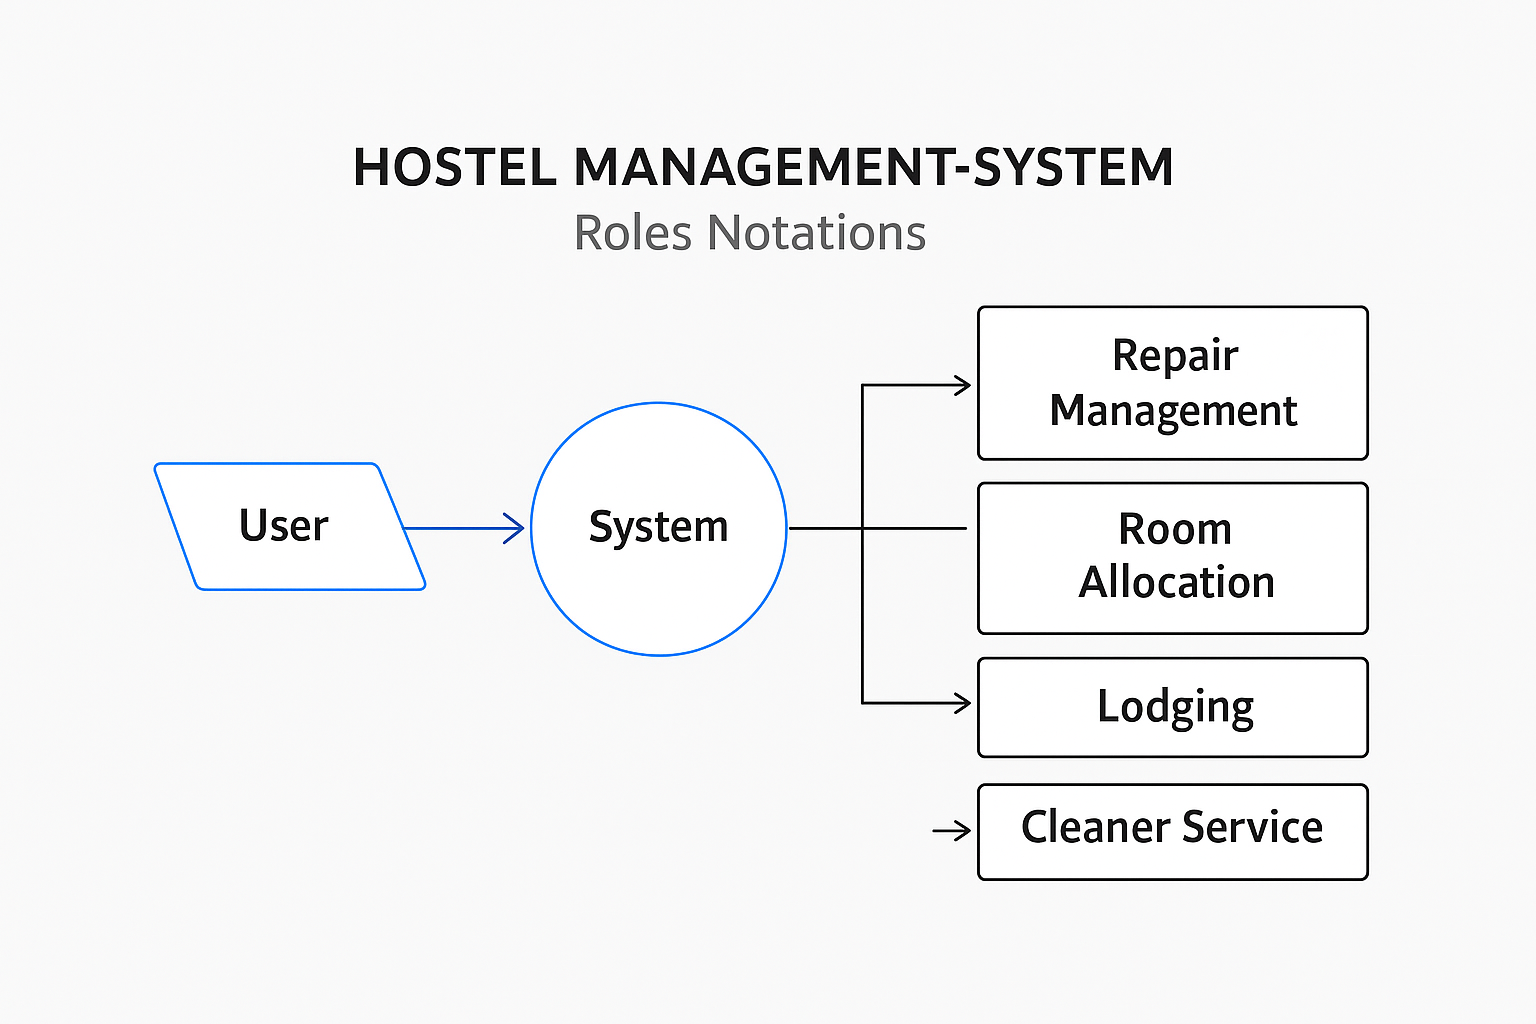 HOSTEL MANAGEMENT-SYSTEM
Roles Notations
User
System
Repair
Management
Room
Allocation
Lodging
Cleaner Service